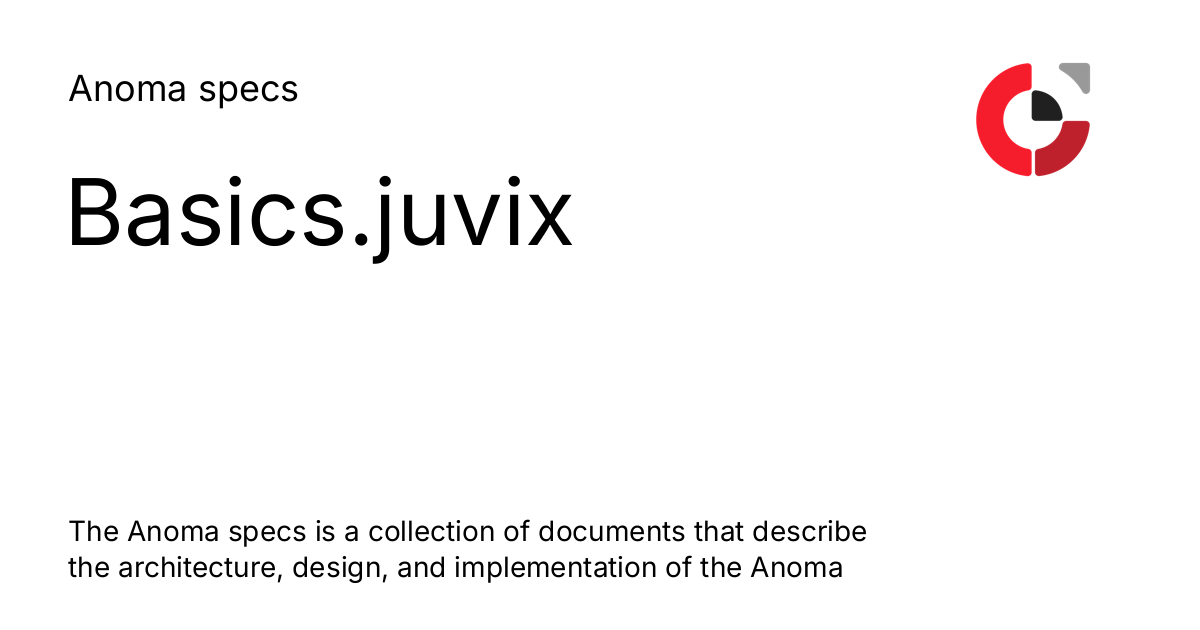 Anoma specs
Basics.juvix
The Anoma specs is a collection of documents that describe
the architecture, design, and implementation of the Anoma